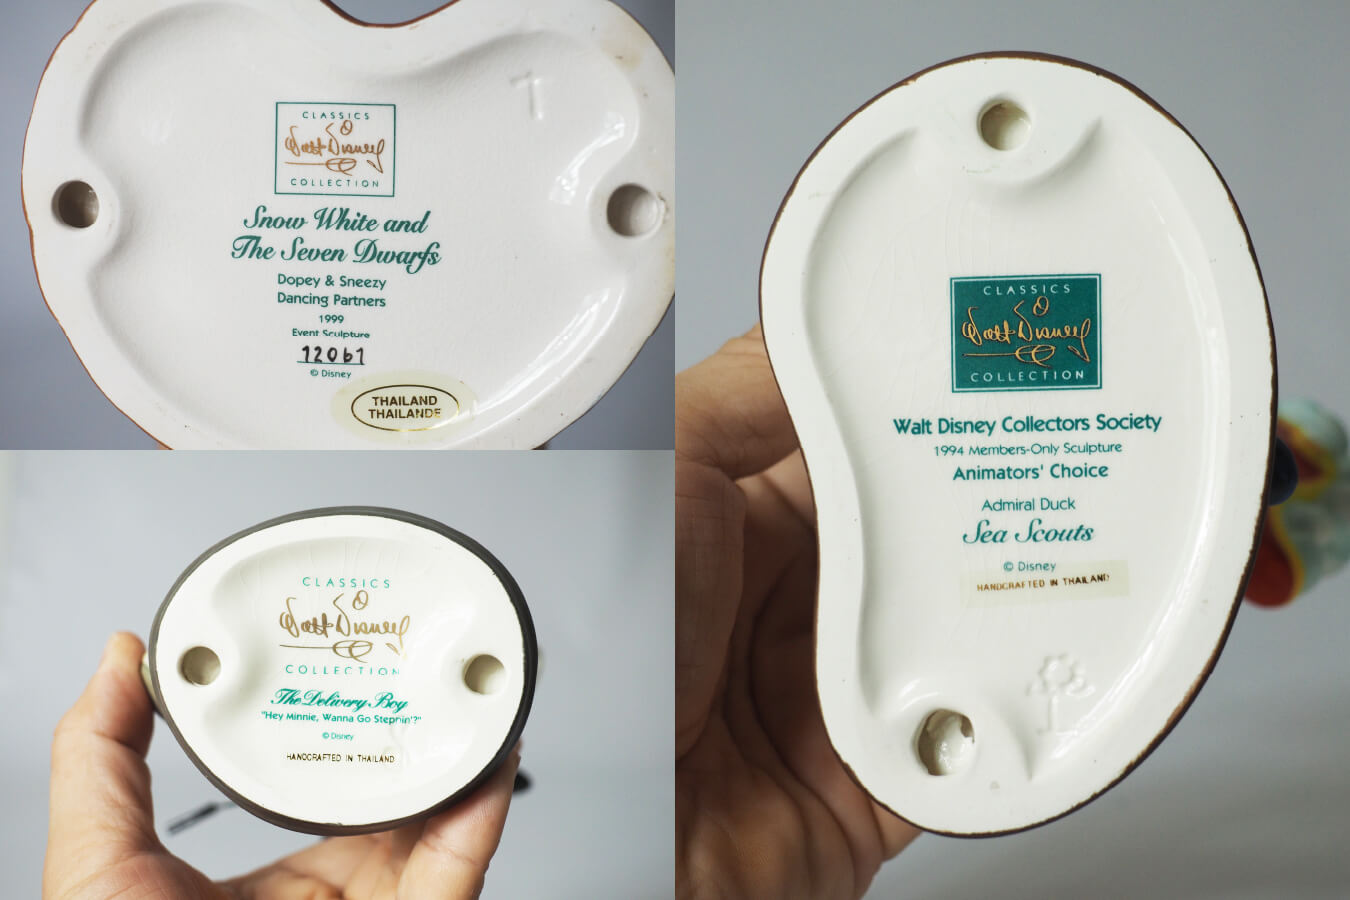 CLASSICS
Walt Disney
COLLECTION
Snow White and
The Seven Dwarfs
Dopey & Sneezy
Dancing Partners
1999
Event Sculpture
12061
© Disney
THAILAND
THAILANDE
T
CLASSICS
Walt Disney
COLLECTION
The Delivery Boy
"Hey Minnie, Wanna Go Steppin'?"
© Disney
HANDCRAFTED IN THAILAND
CLASSICS
Walt Disney
COLLECTION
Walt Disney Collectors Society
1994 Members-Only Sculpture
Animators' Choice
Admiral Duck
Sea Scouts
© Disney
HANDCRAFTED IN THAILAND